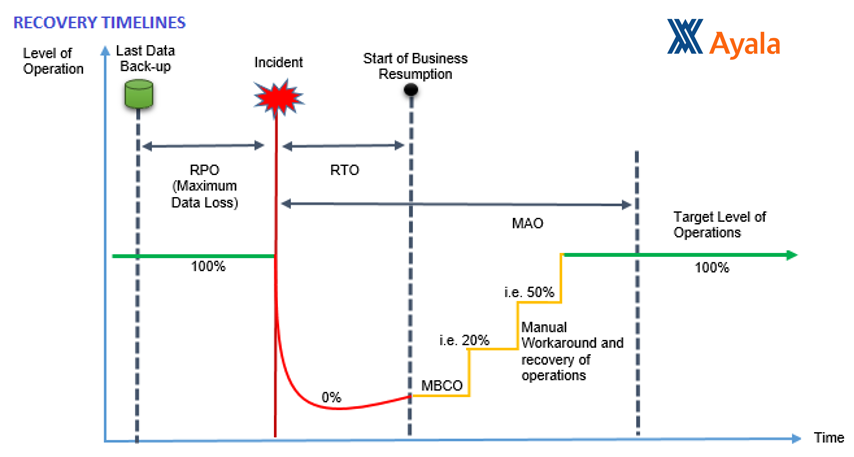 RECOVERY TIMELINES
Ayala
Level of
Operation
Last Data
Back-up
Incident
Start of Business
Resumption
RPO
(Maximum
Data Loss)
RTO
MAO
Target Level of
Operations
100%
100%
i.e. 50%
i.e. 20%
Manual
Workaround and
recovery of
operations
MBCO
0%
Time